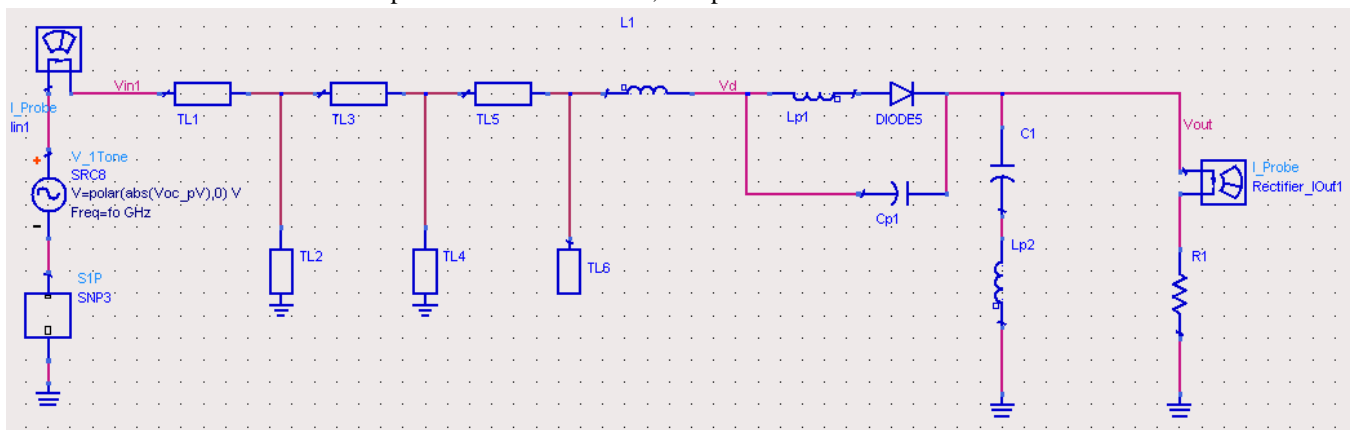 L1
I_Probe
Iin1
Vin1
TL1
TL3
TL5
Vd
Lp1
DIODE5
C1
Vout
I_Probe
Rectifier_IOut1
+
V_1Tone
SRC8
V=polar(abs(Voc_pV),0) V
Freq=fo GHz
-
Cp1
TL2
TL4
TL6
Lp2
R1
S1P
SNP3